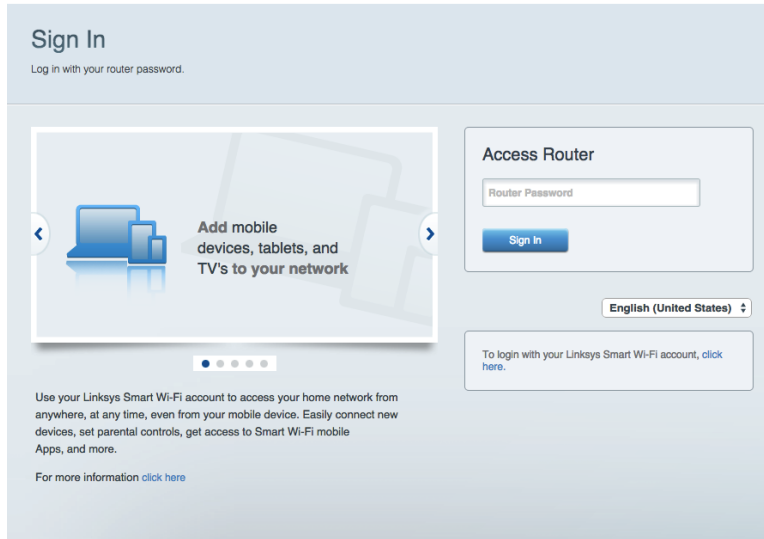 Sign In
Log in with your router password.
Add mobile
devices, tablets, and
TV's to your network
Use your Linksys Smart Wi-Fi account to access your home network from
anywhere, at any time, even from your mobile device. Easily connect new
devices, set parental controls, get access to Smart Wi-Fi mobile
Apps, and more.
For more information click here
Access Router
Router Password
Sign In
English (United States)
To login with your Linksys Smart Wi-Fi account, click
here.